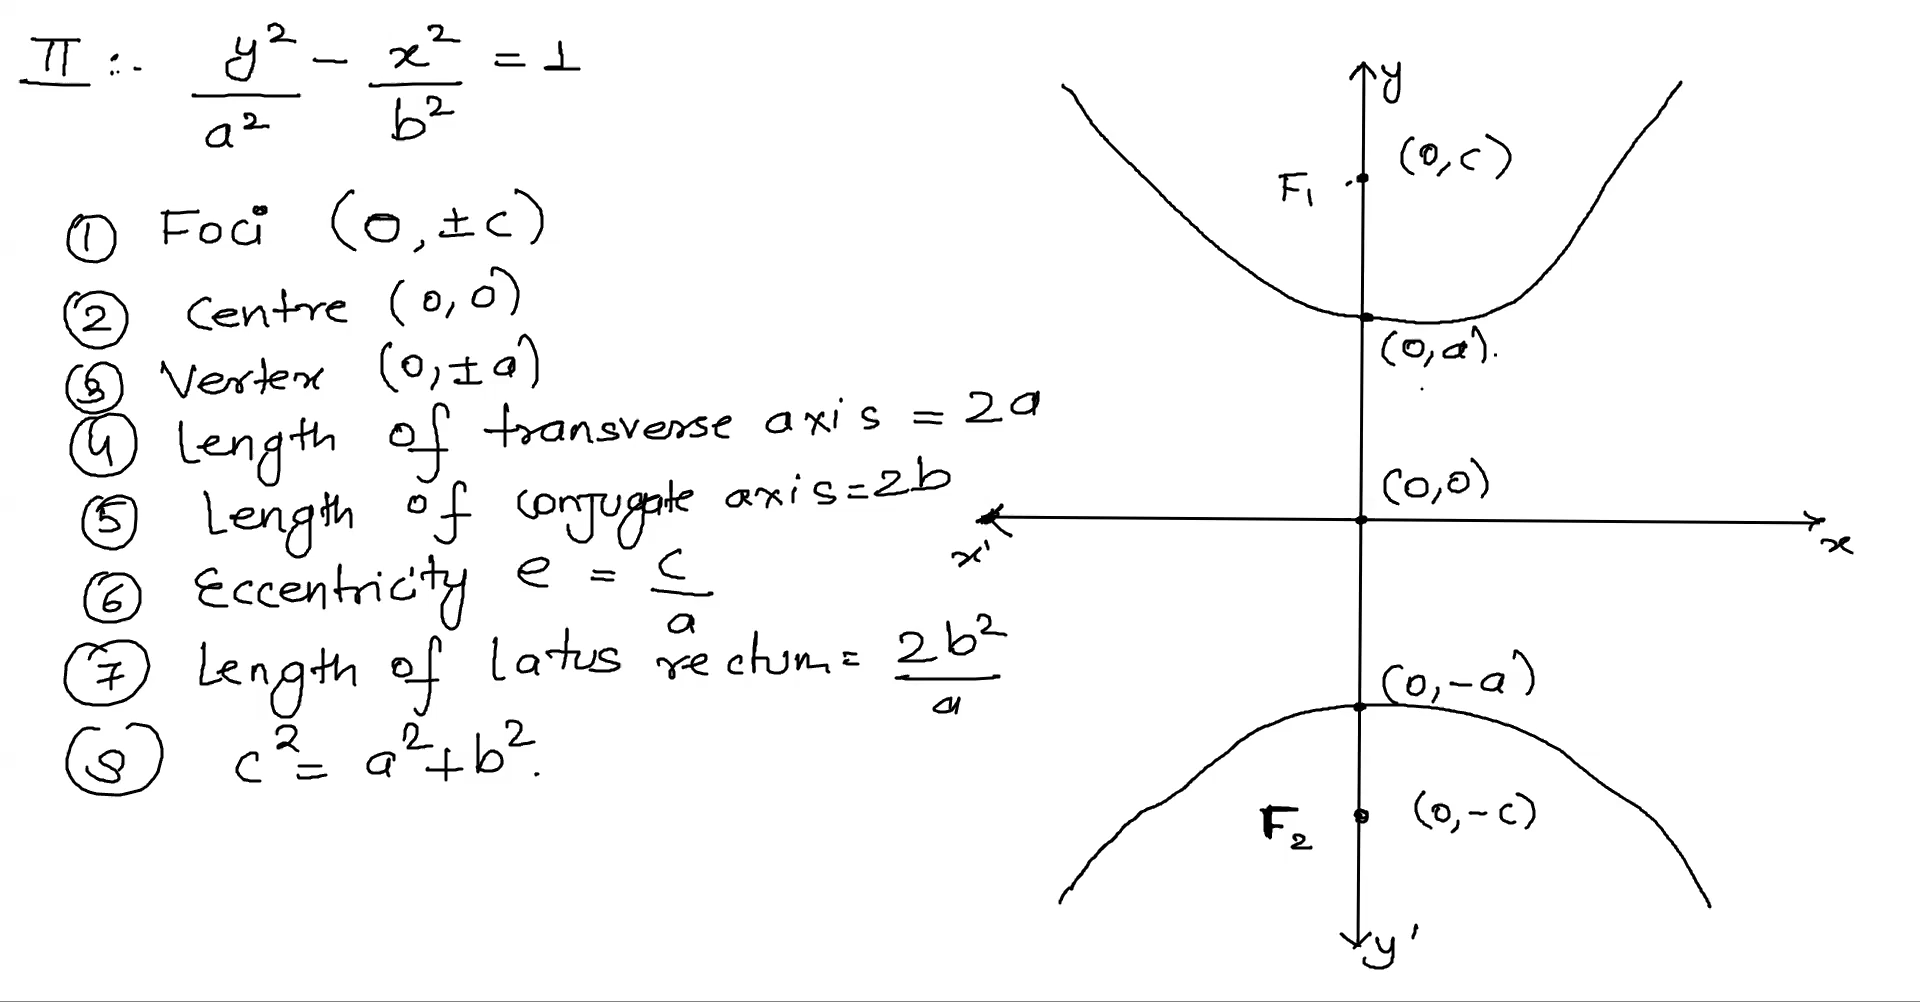 II :- y²/a² - x²/b² = 1
① Foci (0, ±c)
② Centre (0, 0)
③ Vertex (0, ±a)
④ Length of transverse axis = 2a
⑤ Length of conjugate axis = 2b
⑥ Eccentricity e = c/a
⑦ Length of latus rectum = 2b²/a
⑧ c² = a² + b².
y
(0, c)
F₁
(0, a).
(0, 0)
x'
x
(0, -a)
F₂ (0, -c)
y'